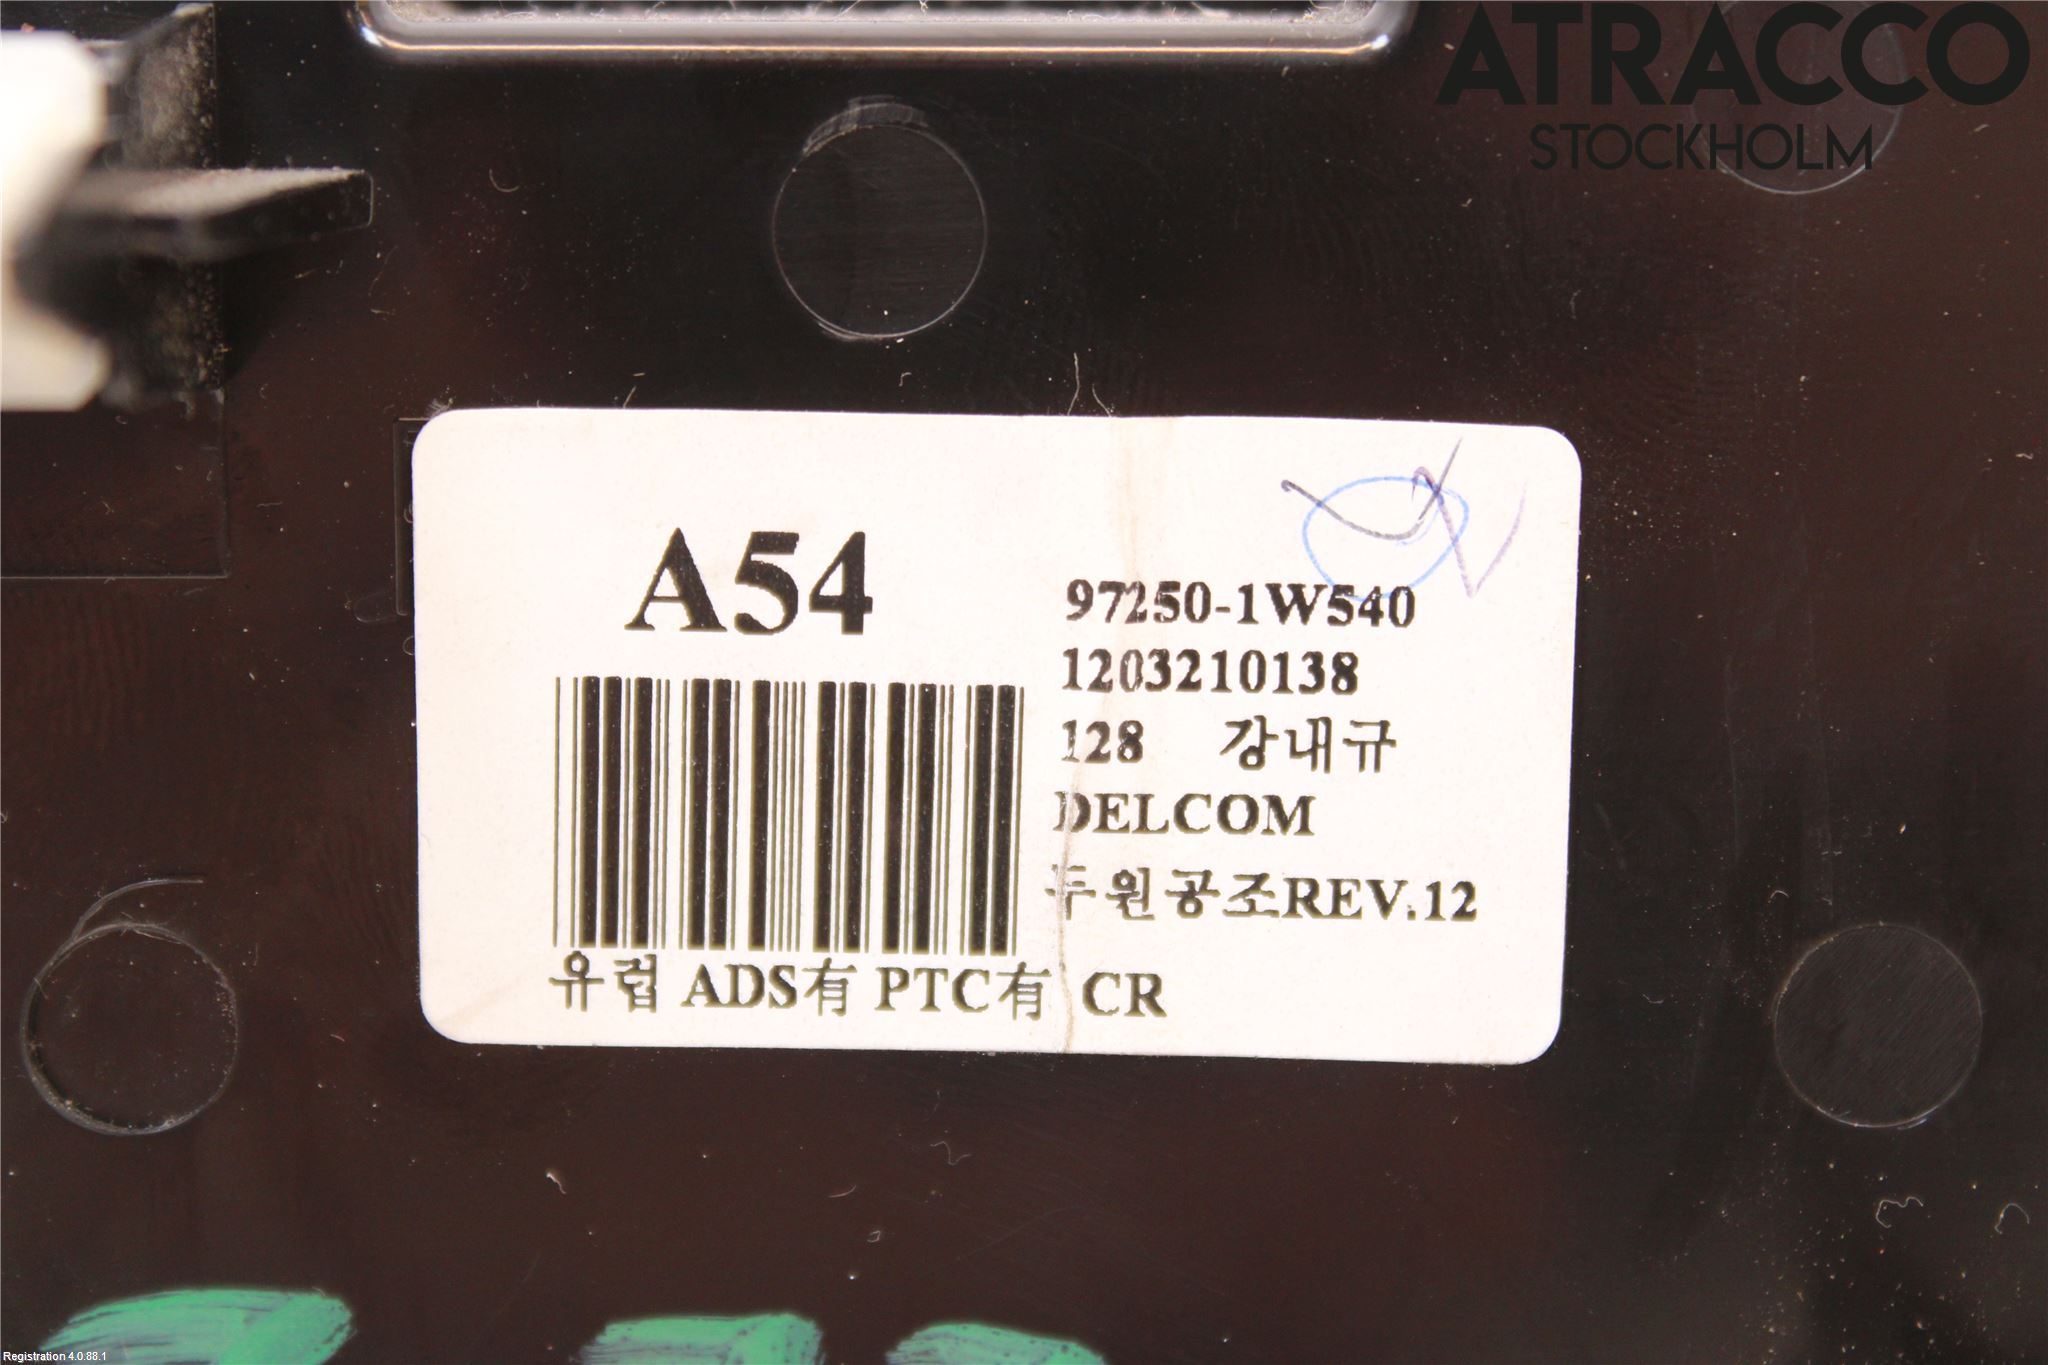 ATRACCO
STOCKHOLM
A54
97250-1W540
1203210138
128 강내규
DELCOM
두원공조REV.12
유럽 ADS有 PTC有 CR
Registration 4.0.88.1